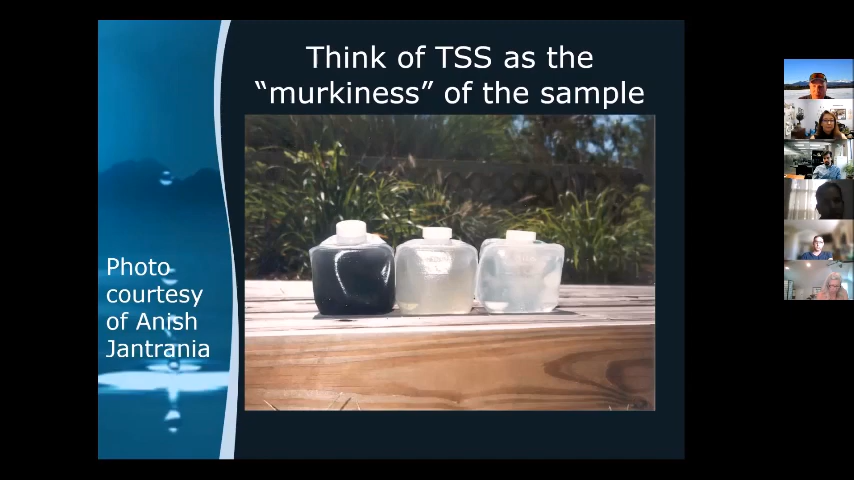 Think of TSS as the
“murkiness” of the sample
Photo
courtesy
of Anish
Jantrania